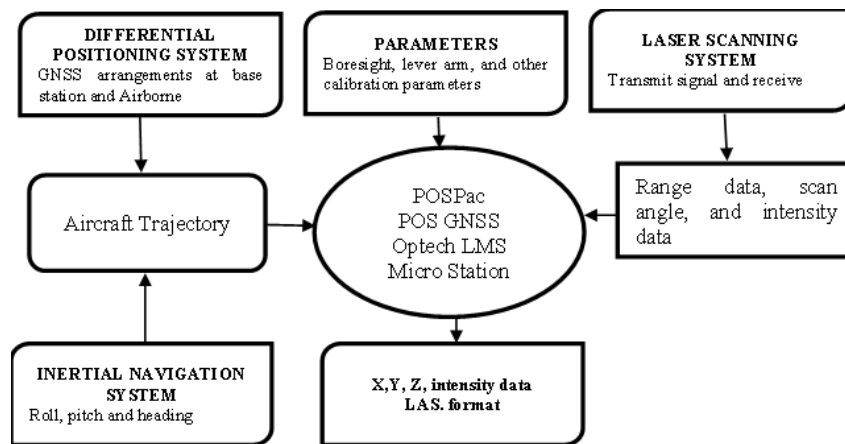 DIFFERENTIAL
POSITIONING SYSTEM
GNSS arrangements at base
station and Airborne
PARAMETERS
Boresight, lever arm, and other
calibration parameters
LASER SCANNING
SYSTEM
Transmit signal and receive
Aircraft Trajectory
POSPac
POS GNSS
Optech LMS
Micro Station
Range data, scan
angle, and intensity
data
INERTIAL NAVIGATION
SYSTEM
Roll, pitch and heading
X,Y, Z, intensity data
LAS. format